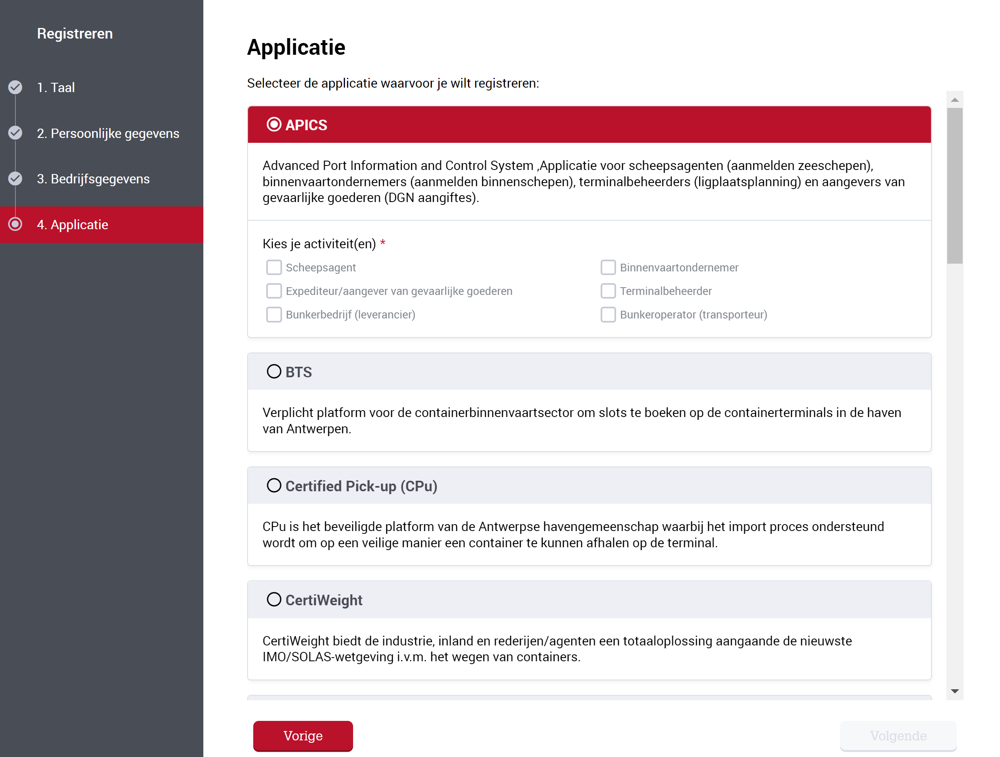 Registreren
1. Taal
2. Persoonlijke gegevens
3. Bedrijfsgegevens
4. Applicatie
Applicatie
Selecteer de applicatie waarvoor je wilt registreren:
APICS
Advanced Port Information and Control System ,Applicatie voor scheepsagenten (aanmelden zeeschepen),
binnenvaartondernemers (aanmelden binnenschepen), terminalbeheerders (ligplaatsplanning) en aangevers van
gevaarlijke goederen (DGN aangiftes).
Kies je activiteit(en) *
Scheepsagent
Binnenvaartondernemer
Expediteur/aangever van gevaarlijke goederen
Terminalbeheerder
Bunkerbedrijf (leverancier)
Bunkeroperator (transporteur)
BTS
Verplicht platform voor de containerbinnenvaartsector om slots te boeken op de containerterminals in de haven
van Antwerpen.
Certified Pick-up (CPu)
CPu is het beveiligde platform van de Antwerpse havengemeenschap waarbij het import proces ondersteund
wordt om op een veilige manier een container te kunnen afhalen op de terminal.
CertiWeight
CertiWeight biedt de industrie, inland en rederijen/agenten een totaaloplossing aangaande de nieuwste
IMO/SOLAS-wetgeving i.v.m. het wegen van containers.
Vorige
Volgende